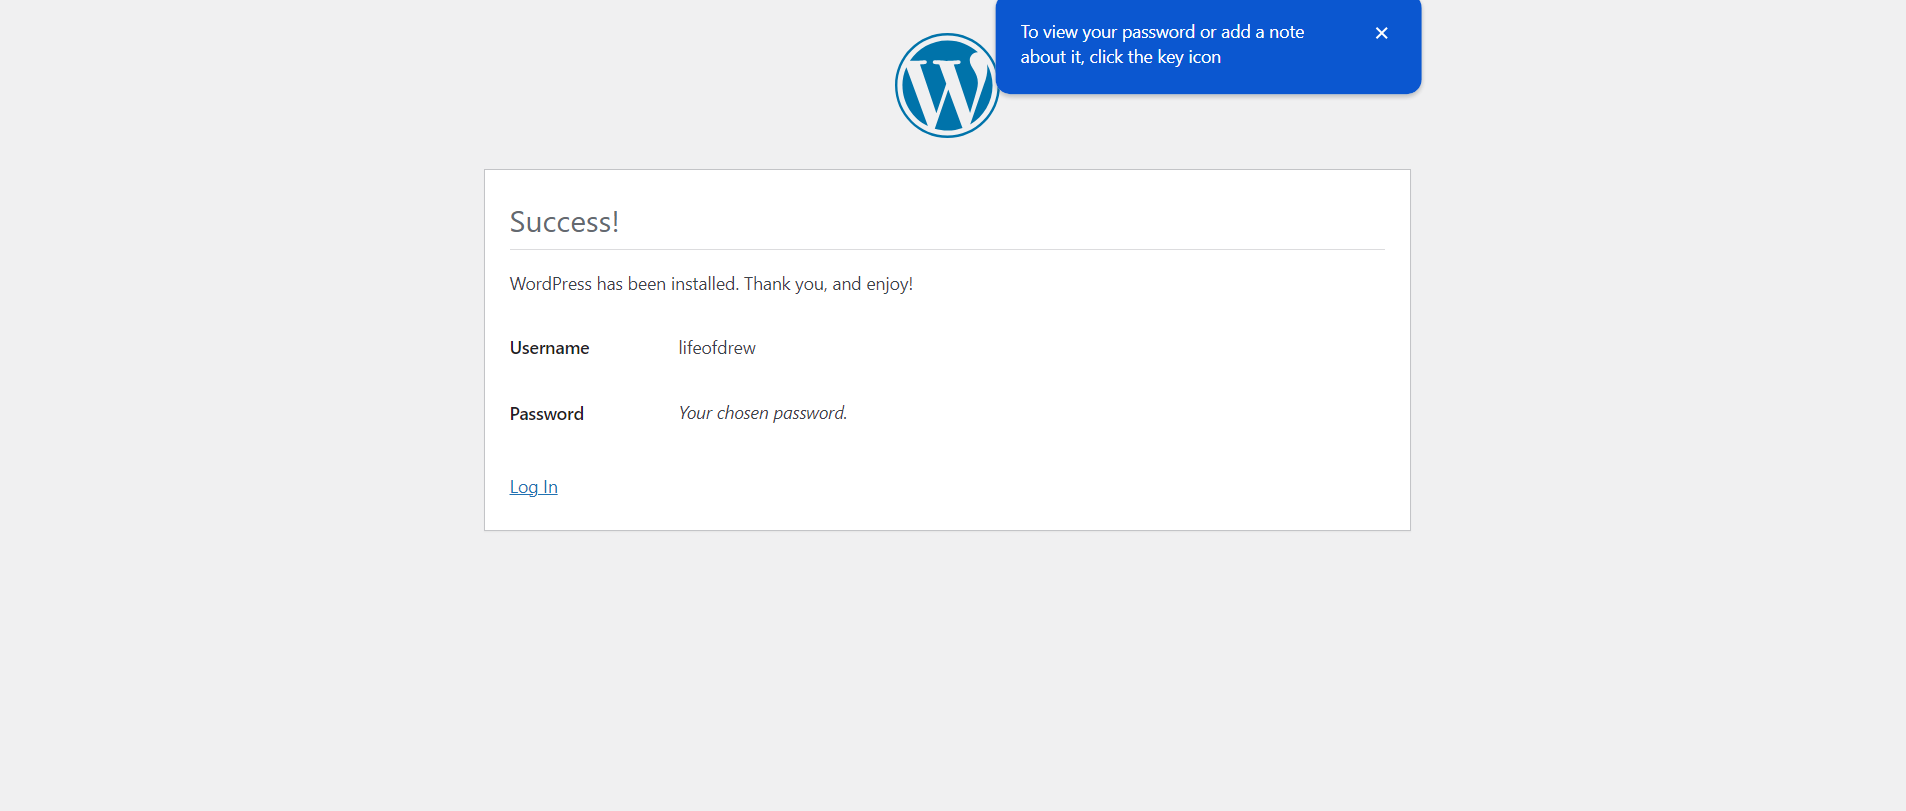 To view your password or add a note
about it, click the key icon
Success!
WordPress has been installed. Thank you, and enjoy!
Username lifeofdrew
Password Your chosen password.
Log In